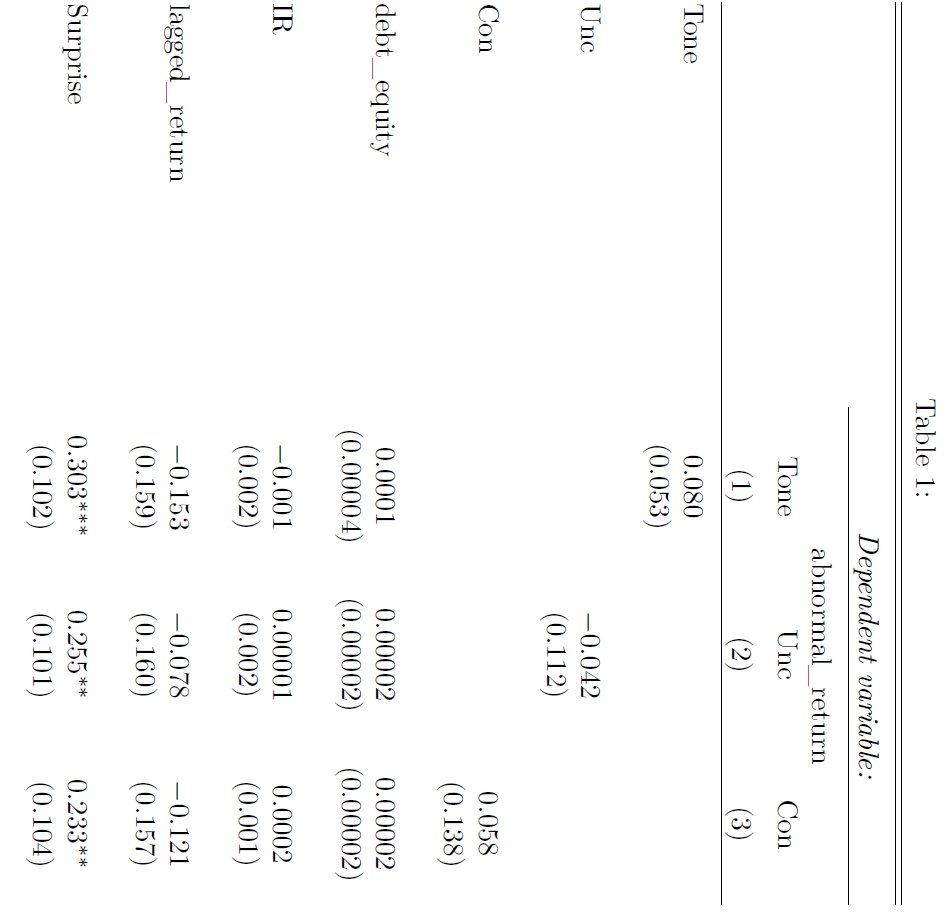 Table 1:
Dependent variable:
abnormal_return
Tone Unc Con
(1) (2) (3)
Tone 0.080
(0.053)
Unc −0.042
(0.112)
Con 0.058
(0.138)
debt_equity 0.0001 0.00002 0.00002
(0.00004) (0.00002) (0.00002)
IR −0.001 0.00001 0.0002
(0.002) (0.002) (0.001)
lagged_return −0.153 −0.078 −0.121
(0.159) (0.160) (0.157)
Surprise 0.303*** 0.255** 0.233**
(0.102) (0.101) (0.104)